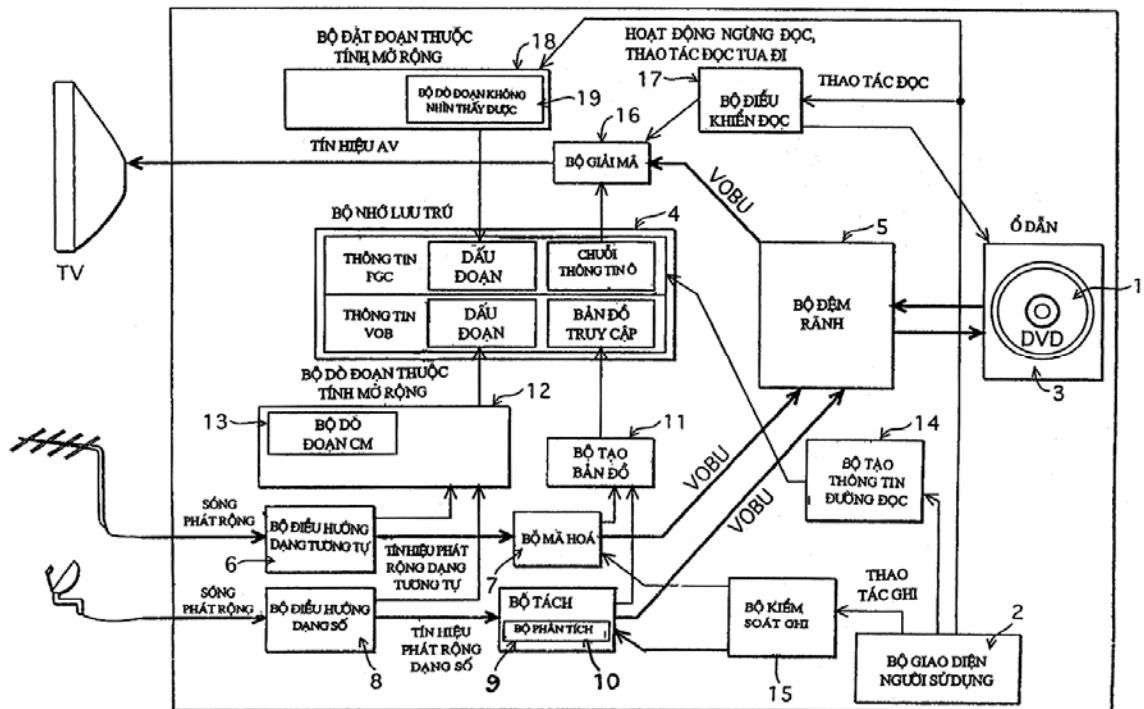 BỘ ĐẶT ĐOẠN THUỘC
TÍNH MỞ RỘNG
18
BỘ DÒ ĐOẠN KHÔNG
NHÌN THẤY ĐƯỢC
19
HOẠT ĐỘNG NGỪNG ĐỌC,
THAO TÁC ĐỌC TUA ĐI
17
BỘ ĐIỀU
KHIỂN ĐỌC
THAO TÁC ĐỌC
16
TÍN HIỆU AV
BỘ GIẢI MÃ
VOBU
TV
BỘ NHỚ LƯU TRÚ
4
THÔNG TIN
PGC
DẤU
ĐOẠN
CHUỖI
THÔNG TIN Ô
THÔNG TIN
VOB
DẤU
ĐOẠN
BẢN ĐỒ
TRUY CẬP
5
BỘ ĐỆM
RÃNH
Ổ DẪN
1
DVD
3
BỘ DÒ ĐOẠN THUỘC
TÍNH MỞ RỘNG
12
13
BỘ DÒ
ĐOẠN CM
11
BỘ TẠO
BẢN ĐỒ
VOBU
VOBU
14
BỘ TẠO
THÔNG TIN
ĐƯỜNG ĐỌC
SÓNG
PHÁT RỘNG
BỘ ĐIỀU HƯỚNG
DẠNG TƯƠNG TỰ
6
TÍN HIỆU PHÁT
RỘNG DẠNG
TƯƠNG TỰ
BỘ MÃ HOÁ
7
SÓNG
PHÁT RỘNG
BỘ ĐIỀU HƯỚNG
DẠNG SỐ
8
TÍN HIỆU
PHÁT RỘNG
DẠNG SỐ
BỘ TÁCH
BỘ PHÂN TÍCH
9
10
BỘ KIỂM
SOÁT GHI
15
THAO
TÁC GHI
2
BỘ GIAO DIỆN
NGƯỜI SỬ DỤNG